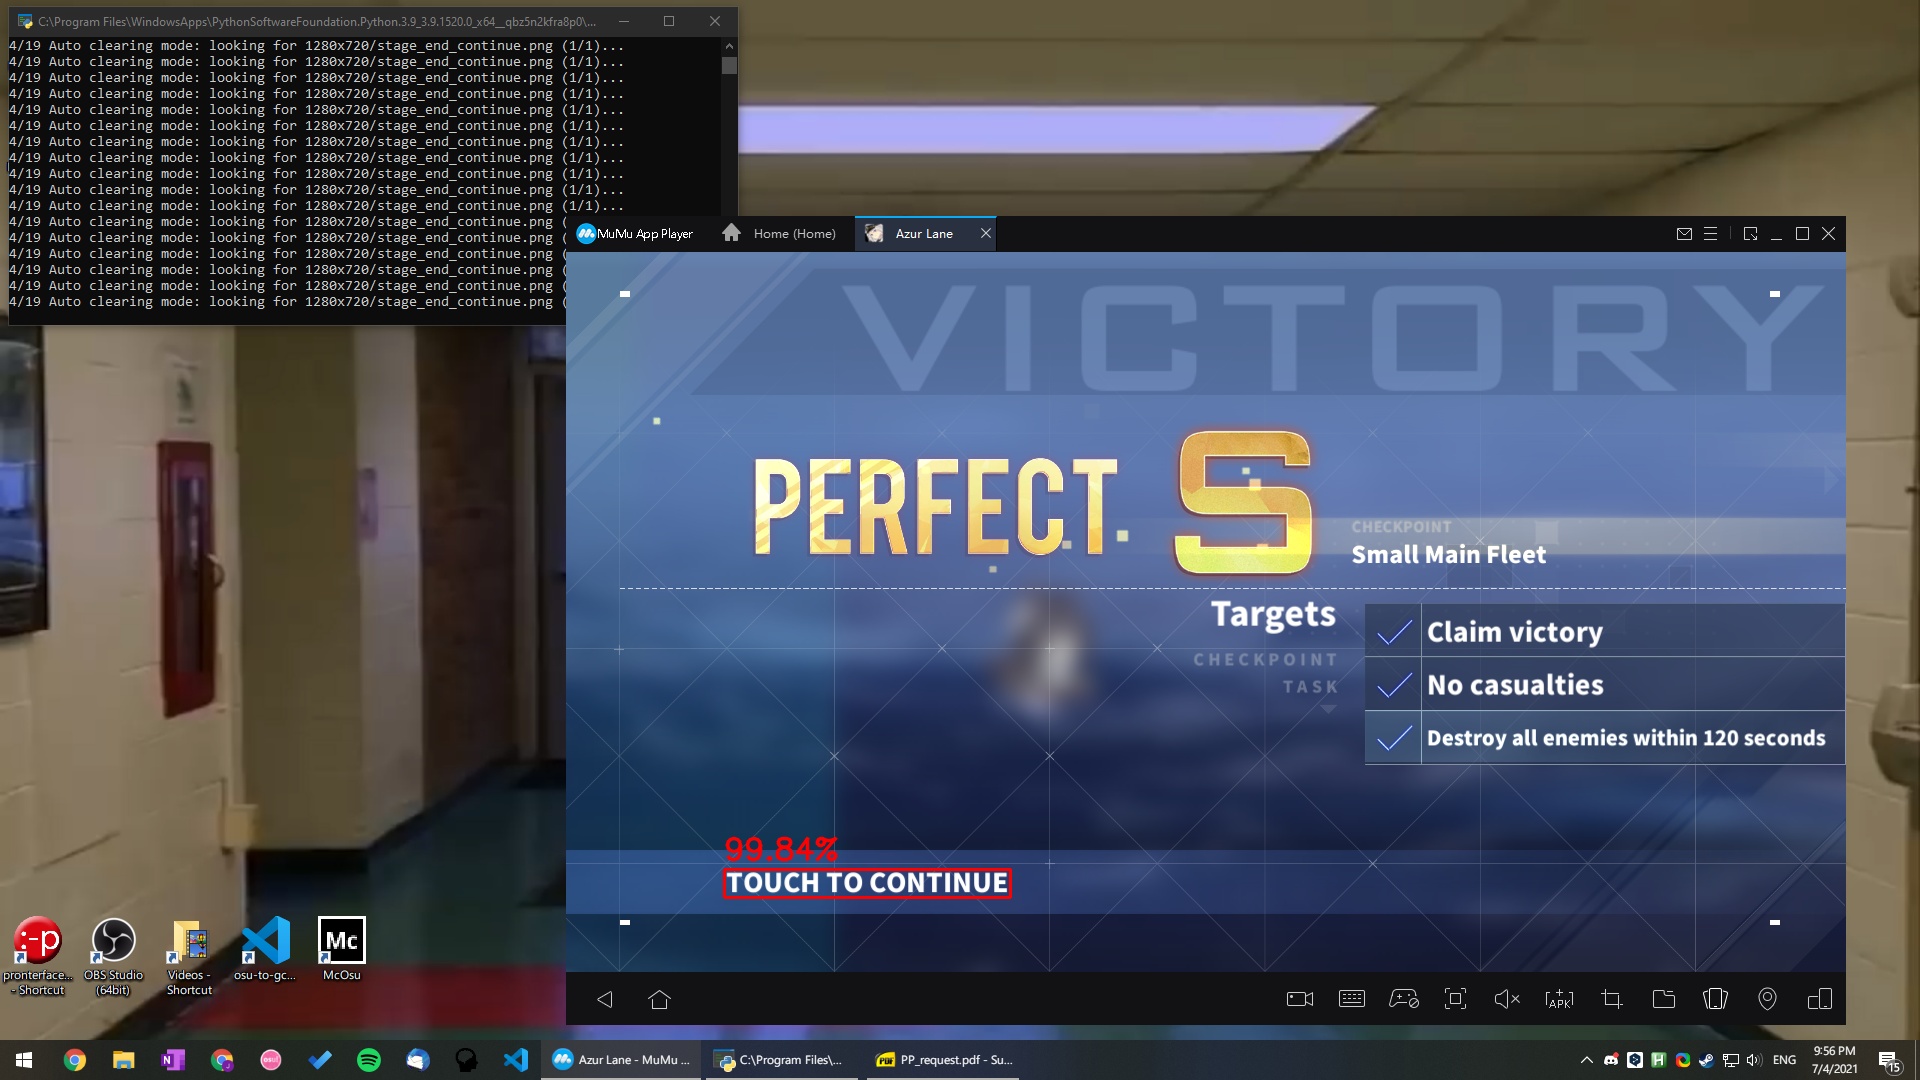 C:\Program Files\WindowsApps\PythonSoftwareFoundation.Python.3.9_3.9.1520.0_x64__qbz5n2kfra8p0\...
4/19 Auto clearing mode: looking for 1280x720/stage_end_continue.png (1/1)...
4/19 Auto clearing mode: looking for 1280x720/stage_end_continue.png (1/1)...
4/19 Auto clearing mode: looking for 1280x720/stage_end_continue.png (1/1)...
4/19 Auto clearing mode: looking for 1280x720/stage_end_continue.png (1/1)...
4/19 Auto clearing mode: looking for 1280x720/stage_end_continue.png (1/1)...
4/19 Auto clearing mode: looking for 1280x720/stage_end_continue.png (1/1)...
4/19 Auto clearing mode: looking for 1280x720/stage_end_continue.png (1/1)...
4/19 Auto clearing mode: looking for 1280x720/stage_end_continue.png (1/1)...
4/19 Auto clearing mode: looking for 1280x720/stage_end_continue.png (1/1)...
4/19 Auto clearing mode: looking for 1280x720/stage_end_continue.png (1/1)...
4/19 Auto clearing mode: looking for 1280x720/stage_end_continue.png (1/1)...
4/19 Auto clearing mode: looking for 1280x720/stage_end_continue.png (
4/19 Auto clearing mode: looking for 1280x720/stage_end_continue.png (
4/19 Auto clearing mode: looking for 1280x720/stage_end_continue.png (
4/19 Auto clearing mode: looking for 1280x720/stage_end_continue.png (
4/19 Auto clearing mode: looking for 1280x720/stage_end_continue.png (
4/19 Auto clearing mode: looking for 1280x720/stage_end_continue.png (
MuMu App Player
Home (Home)
Azur Lane
VICTORY
PERFECT S
CHECKPOINT
Small Main Fleet
Targets
CHECKPOINT
TASK
Claim victory
No casualties
Destroy all enemies within 120 seconds
99.84%
TOUCH TO CONTINUE
APK
:-p
Mc
pronterface... - Shortcut
OBS Studio (64bit)
Videos - Shortcut
osu-to-gc...
McOsu
osu!
Azur Lane - MuMu ...
C:\Program Files\...
PDF
PP_request.pdf - Su...
ENG
9:56 PM
7/4/2021
15